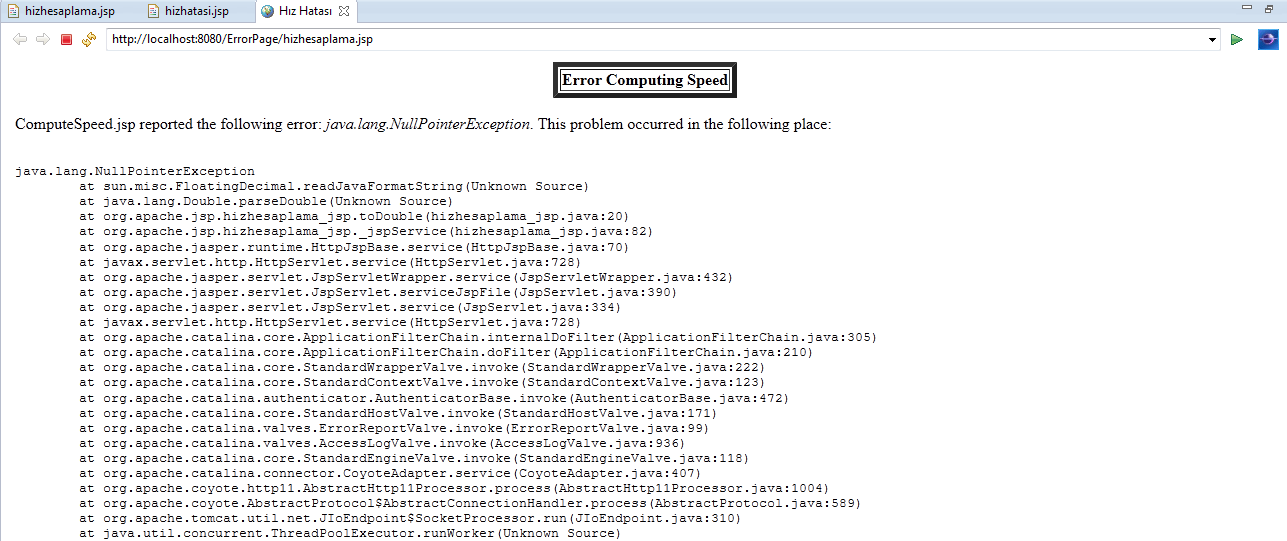 hizhesaplama.jsp
hizhatasi.jsp
Hız Hatası
http://localhost:8080/ErrorPage/hizhesaplama.jsp
Error Computing Speed
ComputeSpeed.jsp reported the following error: java.lang.NullPointerException. This problem occurred in the following place:
java.lang.NullPointerException
at sun.misc.FloatingDecimal.readJavaFormatString(Unknown Source)
at java.lang.Double.parseDouble(Unknown Source)
at org.apache.jsp.hizhesaplama_jsp.toDouble(hizhesaplama_jsp.java:20)
at org.apache.jsp.hizhesaplama_jsp._jspService(hizhesaplama_jsp.java:82)
at org.apache.jasper.runtime.HttpJspBase.service(HttpJspBase.java:70)
at javax.servlet.http.HttpServlet.service(HttpServlet.java:728)
at org.apache.jasper.servlet.JspServletWrapper.service(JspServletWrapper.java:432)
at org.apache.jasper.servlet.JspServlet.serviceJspFile(JspServlet.java:390)
at org.apache.jasper.servlet.JspServlet.service(JspServlet.java:334)
at javax.servlet.http.HttpServlet.service(HttpServlet.java:728)
at org.apache.catalina.core.ApplicationFilterChain.internalDoFilter(ApplicationFilterChain.java:305)
at org.apache.catalina.core.ApplicationFilterChain.doFilter(ApplicationFilterChain.java:210)
at org.apache.catalina.core.StandardWrapperValve.invoke(StandardWrapperValve.java:222)
at org.apache.catalina.core.StandardContextValve.invoke(StandardContextValve.java:123)
at org.apache.catalina.authenticator.AuthenticatorBase.invoke(AuthenticatorBase.java:472)
at org.apache.catalina.core.StandardHostValve.invoke(StandardHostValve.java:171)
at org.apache.catalina.valves.ErrorReportValve.invoke(ErrorReportValve.java:99)
at org.apache.catalina.valves.AccessLogValve.invoke(AccessLogValve.java:936)
at org.apache.catalina.core.StandardEngineValve.invoke(StandardEngineValve.java:118)
at org.apache.catalina.connector.CoyoteAdapter.service(CoyoteAdapter.java:407)
at org.apache.coyote.http11.AbstractHttp11Processor.process(AbstractHttp11Processor.java:1004)
at org.apache.coyote.AbstractProtocol$AbstractConnectionHandler.process(AbstractProtocol.java:589)
at org.apache.tomcat.util.net.JIoEndpoint$SocketProcessor.run(JIoEndpoint.java:310)
at java.util.concurrent.ThreadPoolExecutor.runWorker(Unknown Source)